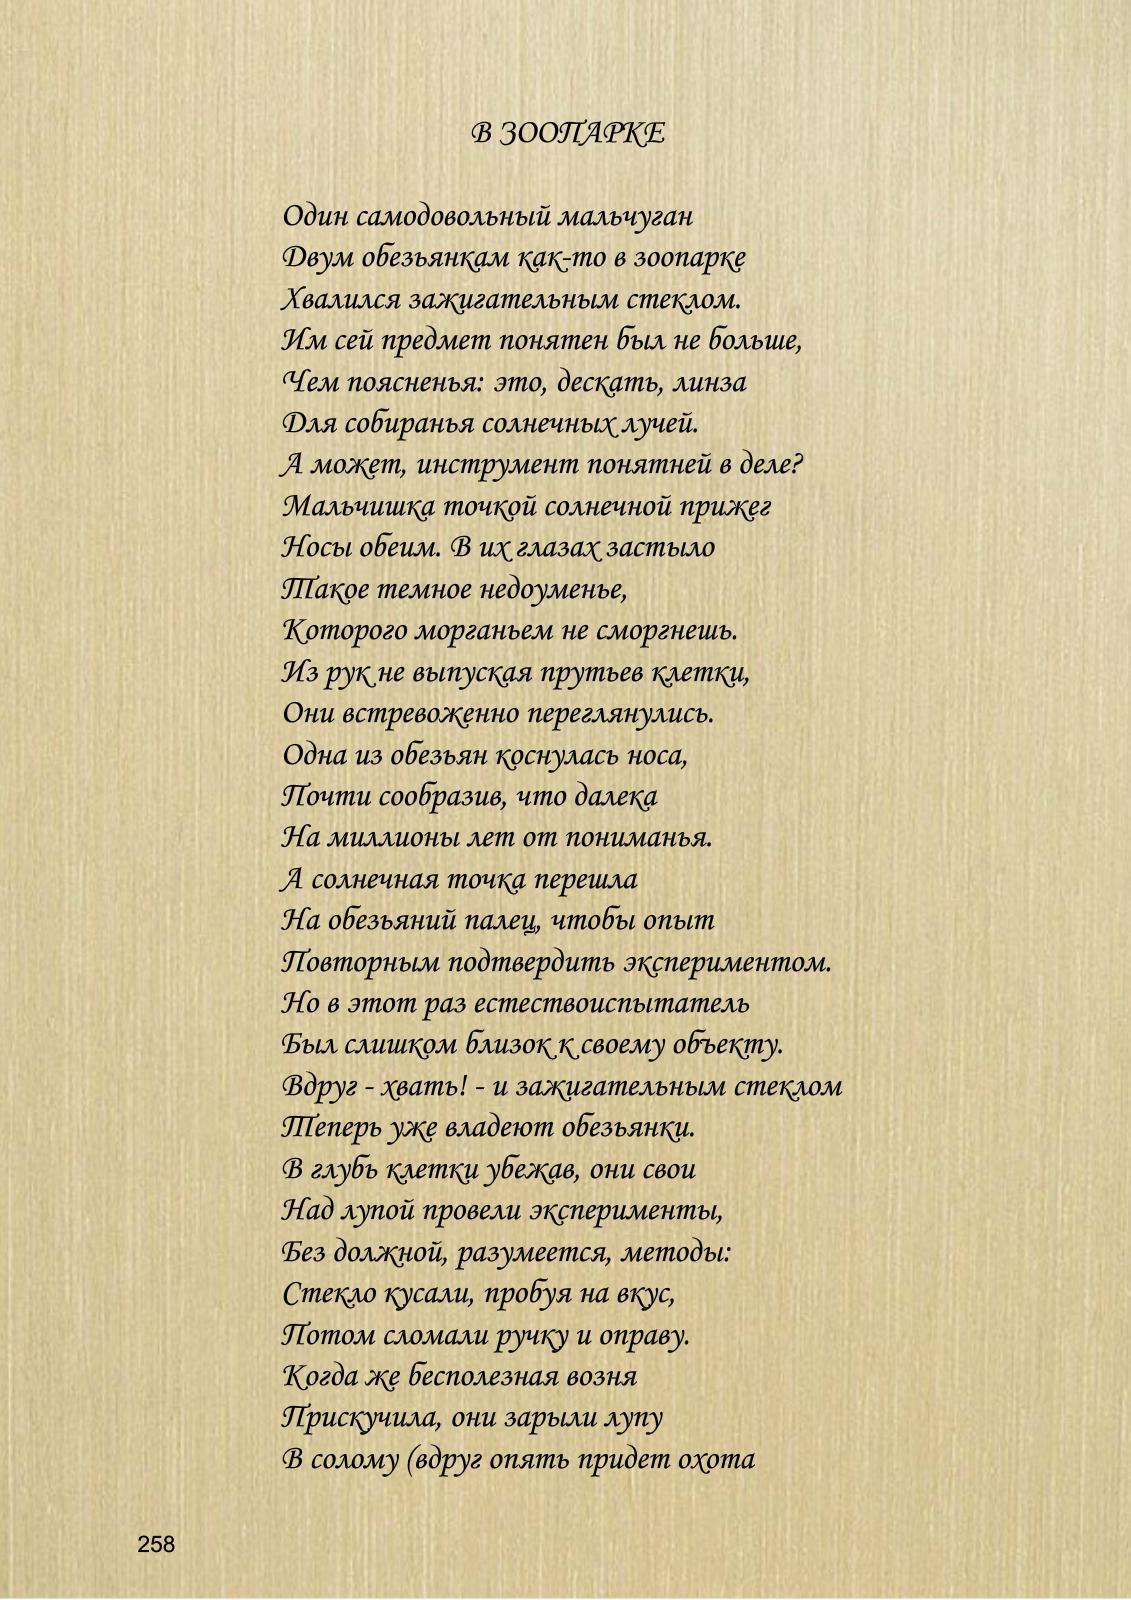 В ЗООПАРКЕ
Один самодовольный мальчуган
Двум обезьянкам как-то в зоопарке
Хвалился зажигательным стеклом.
Им сей предмет понятен был не больше,
Чем поясненья: это, дескать, линза
Для собиранья солнечных лучей.
А может, инструмент понятней в деле?
Мальчишка точкой солнечной прижег
Носы обеим. В их глазах застыло
Такое темное недоуменье,
Которого морганьем не сморгнешь.
Из рук не выпуская прутьев клетки,
Они встревоженно переглянулись.
Одна из обезьян коснулась носа,
Почти сообразив, что далека
На миллионы лет от пониманья.
А солнечная точка перешла
На обезьяний палец, чтобы опыт
Повторным подтвердить экспериментом.
Но в этот раз естествоиспытатель
Был слишком близок к своему объекту.
Вдруг - хвать! - и зажигательным стеклом
Теперь уже владеют обезьянки.
В глубь клетки убежав, они свои
Над лупой провели эксперименты,
Без должной, разумеется, методы:
Стекло кусали, пробуя на вкус,
Потом сломали ручку и оправу.
Когда же бесполезная возня
Прискучила, они зарыли лупу
В солому (вдруг опять придет охота
258